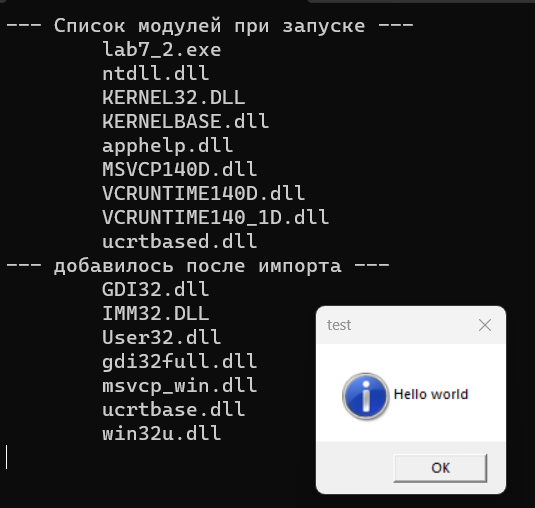 --- Список модулей при запуске ---
lab7_2.exe
ntdll.dll
KERNEL32.DLL
KERNELBASE.dll
apphelp.dll
MSVCP140D.dll
VCRUNTIME140D.dll
VCRUNTIME140_1D.dll
ucrtbased.dll
--- добавилось после импорта ---
GDI32.dll
IMM32.DLL
User32.dll
gdi32full.dll
msvcp_win.dll
ucrtbase.dll
win32u.dll
test
Hello world
OK